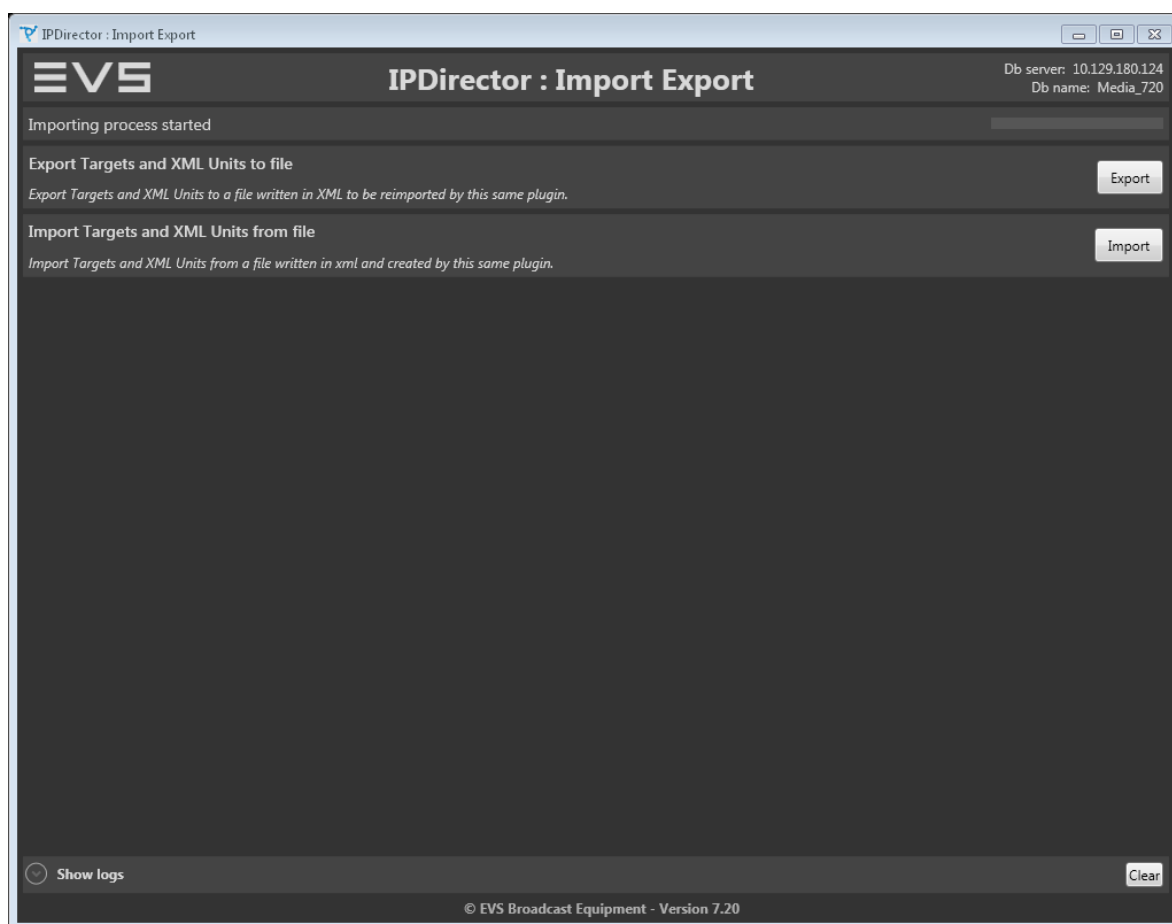 IPDirector : Import Export
EVS
IPDirector : Import Export
Db server: 10.129.180.124
Db name: Media_720
Importing process started
Export Targets and XML Units to file
Export
Export Targets and XML Units to a file written in XML to be reimported by this same plugin.
Import Targets and XML Units from file
Import
Import Targets and XML Units from a file written in xml and created by this same plugin.
Show logs
Clear
© EVS Broadcast Equipment - Version 7.20